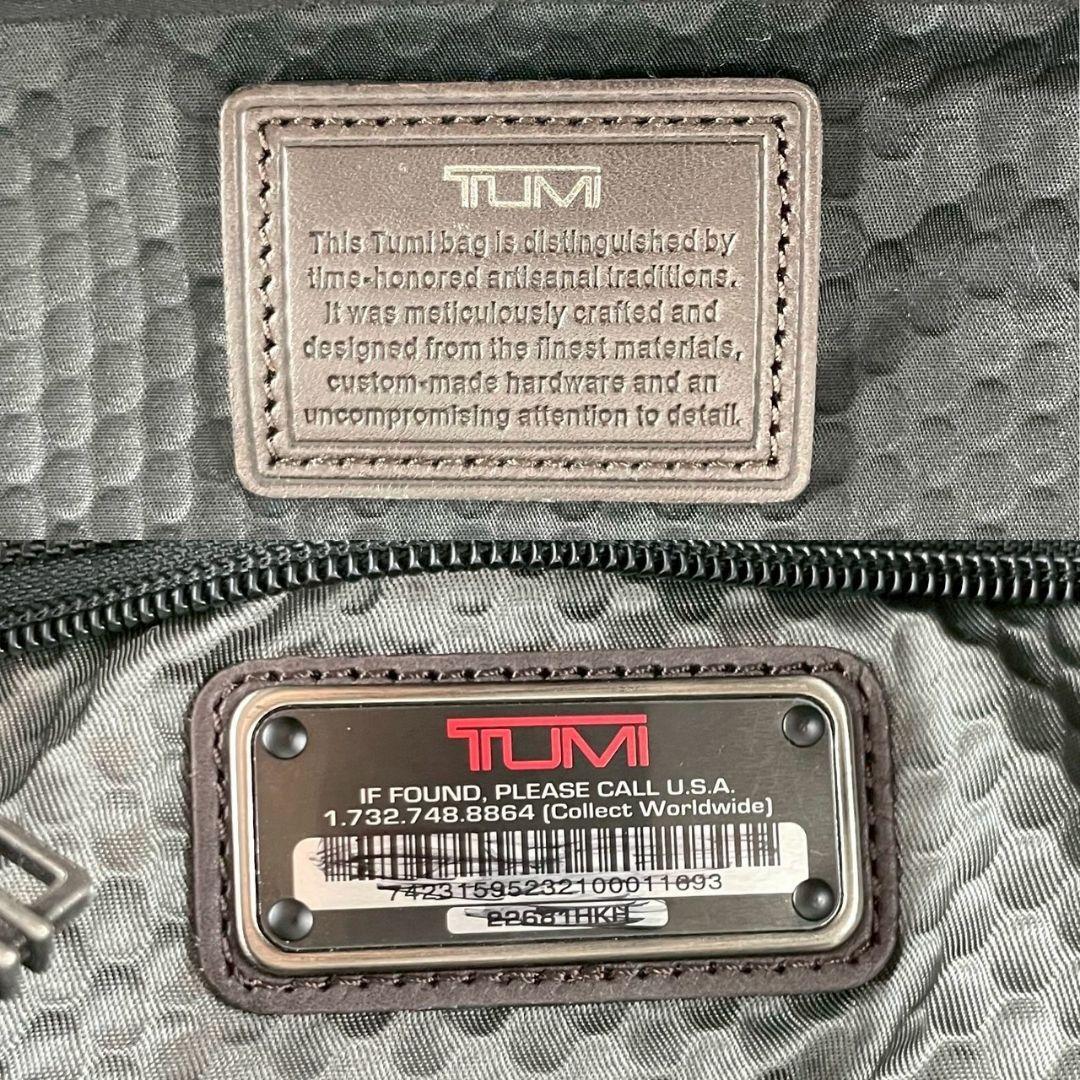 TUMI
This Tumi bag is distinguished by
time-honored artisanal traditions.
It was meticulously crafted and
designed from the finest materials,
custom-made hardware and an
uncompromising attention to detail.
TUMI
IF FOUND, PLEASE CALL U.S.A.
1.732.748.8864 (Collect Worldwide)
74231595232100011693
22681HKH